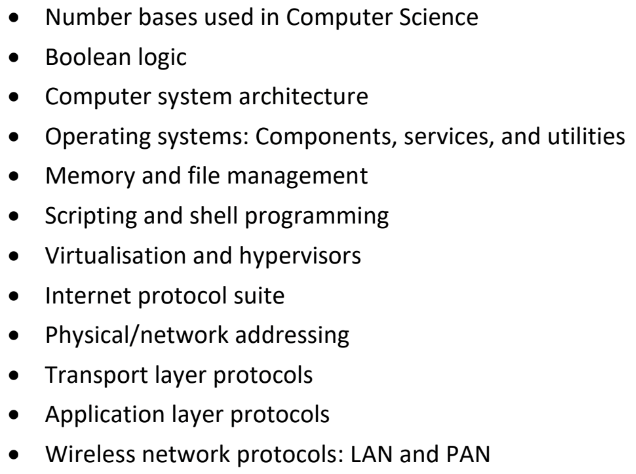 • Number bases used in Computer Science
• Boolean logic
• Computer system architecture
• Operating systems: Components, services, and utilities
• Memory and file management
• Scripting and shell programming
• Virtualisation and hypervisors
• Internet protocol suite
• Physical/network addressing
• Transport layer protocols
• Application layer protocols
• Wireless network protocols: LAN and PAN